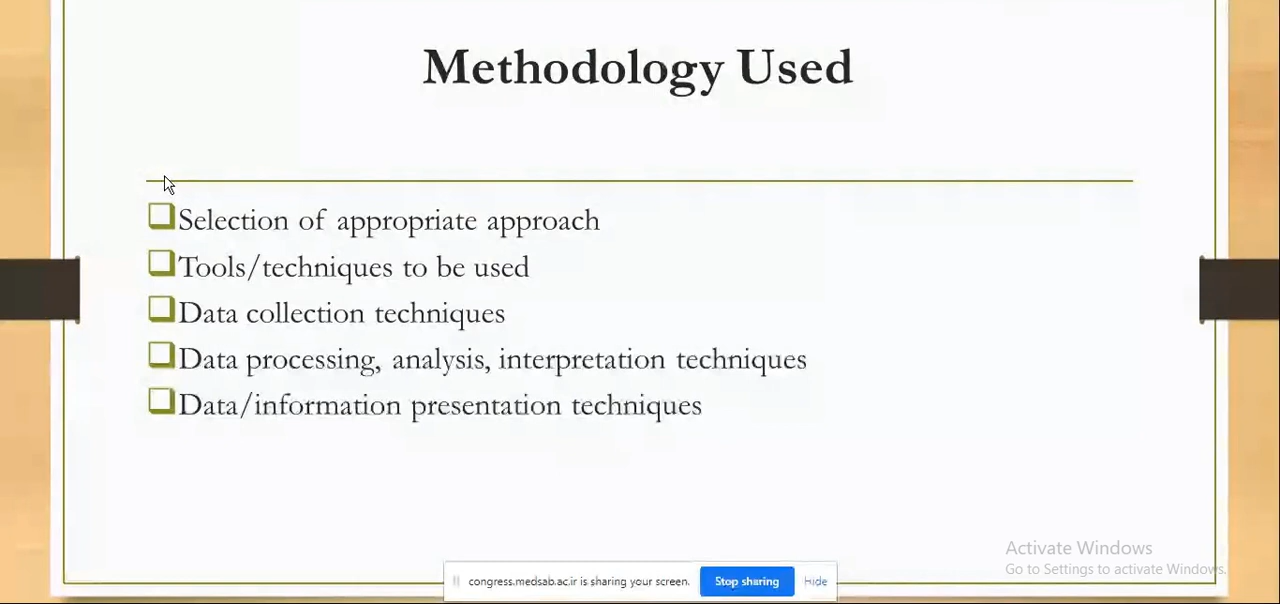 Methodology Used
Selection of appropriate approach
Tools/techniques to be used
Data collection techniques
Data processing, analysis, interpretation techniques
Data/information presentation techniques
Activate Windows
Go to Settings to activate Windows.
congress.medsab.ac.ir is sharing your screen. Stop sharing Hide